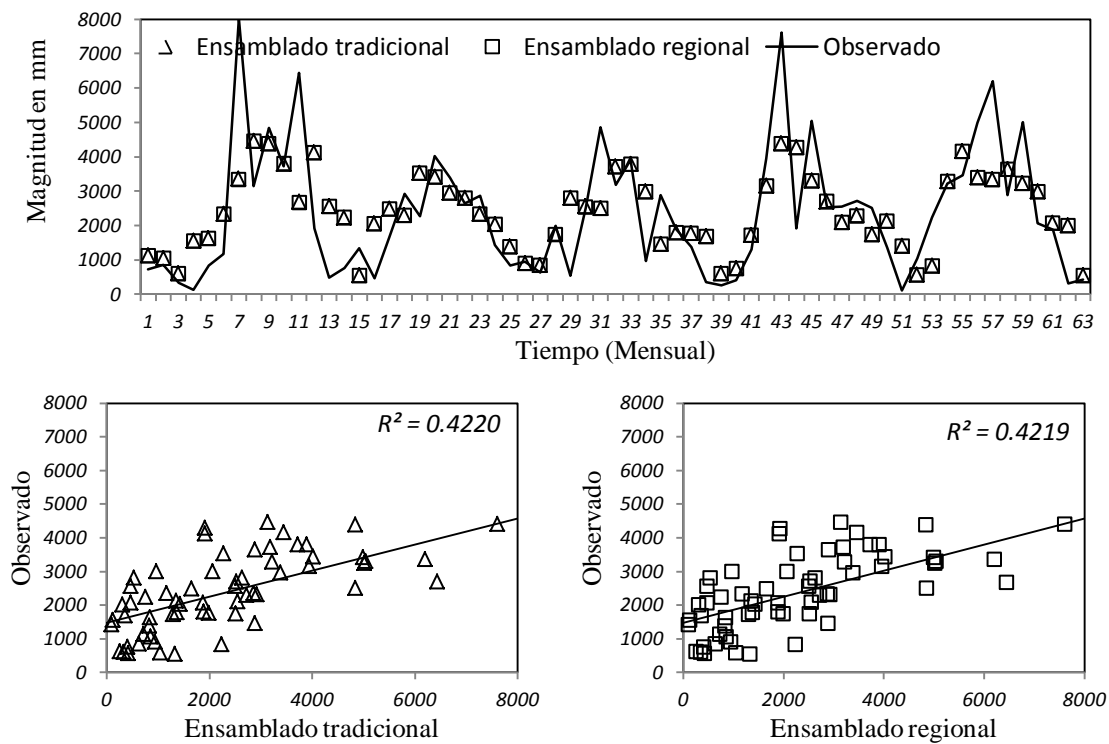 Magnitud en mm
8000
7000
6000
5000
4000
3000
2000
1000
0
Ensamblado tradicional Ensamblado regional Observado
1 3 5 7 9 11 13 15 17 19 21 23 25 27 29 31 33 35 37 39 41 43 45 47 49 51 53 55 57 59 61 63
Tiempo (Mensual)
Observado
8000
7000
6000
5000
4000
3000
2000
1000
0
R² = 0.4220
0 2000 4000 6000 8000
Ensamblado tradicional
Observado
8000
7000
6000
5000
4000
3000
2000
1000
0
R² = 0.4219
0 2000 4000 6000 8000
Ensamblado regional